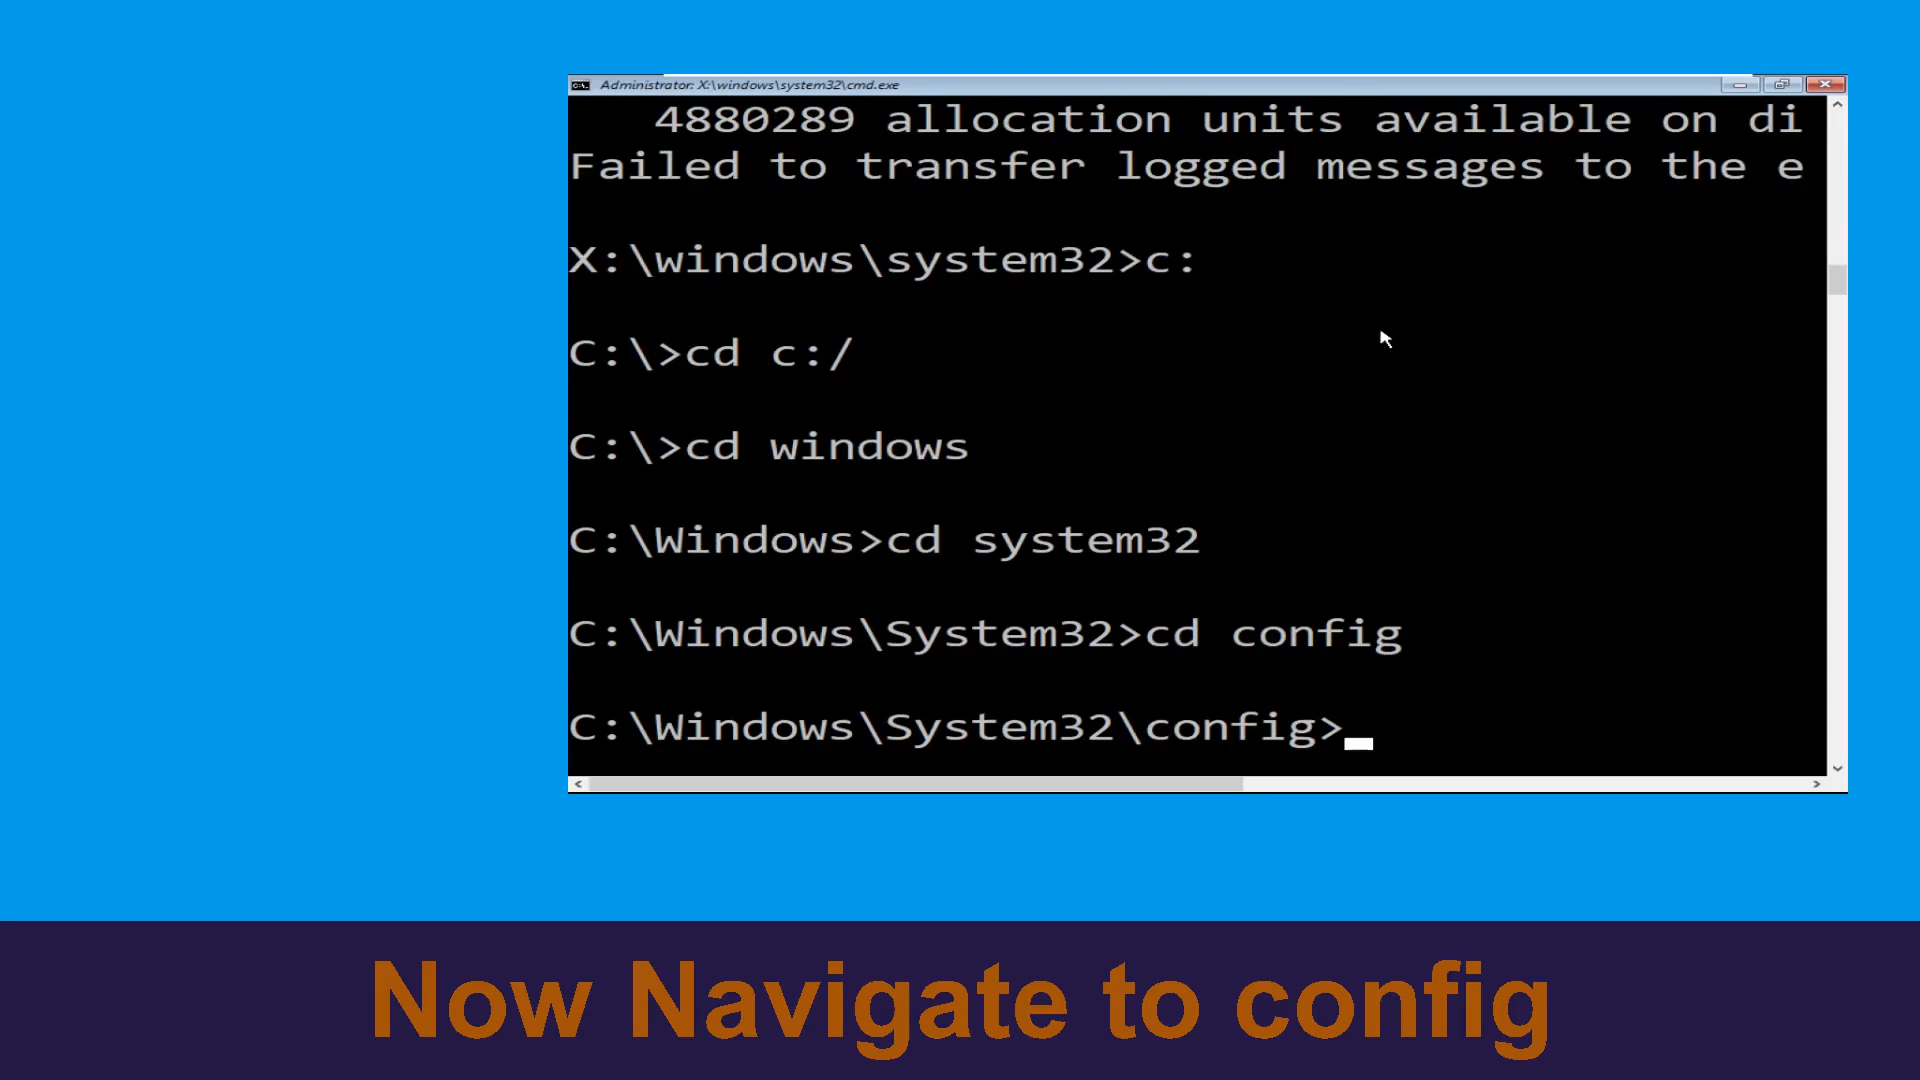 Administrator: X:\windows\system32\cmd.exe
4880289 allocation units available on di
Failed to transfer logged messages to the e
X:\windows\system32>c:
C:\>cd c:/
C:\>cd windows
C:\Windows>cd system32
C:\Windows\System32>cd config
C:\Windows\System32\config>
Now Navigate to config